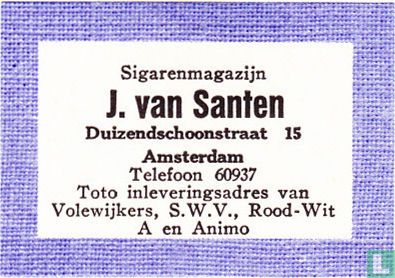 Sigarenmagazijn
J. van Santen
Duizendschoonstraat 15
Amsterdam
Telefoon 60937
Toto inleveringsadres van
Volewijkers, S.W.V., Rood-Wit
A en Animo